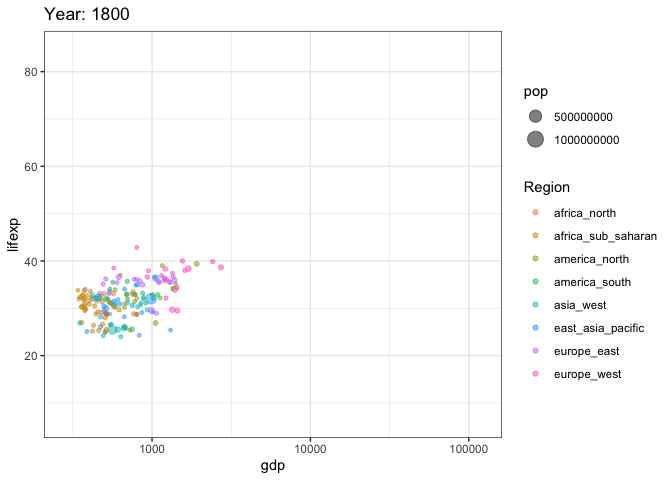 Year: 1800
80
60
40
20
lifexp
1000
10000
100000
gdp
pop
500000000
1000000000
Region
africa_north
africa_sub_saharan
america_north
america_south
asia_west
east_asia_pacific
europe_east
europe_west